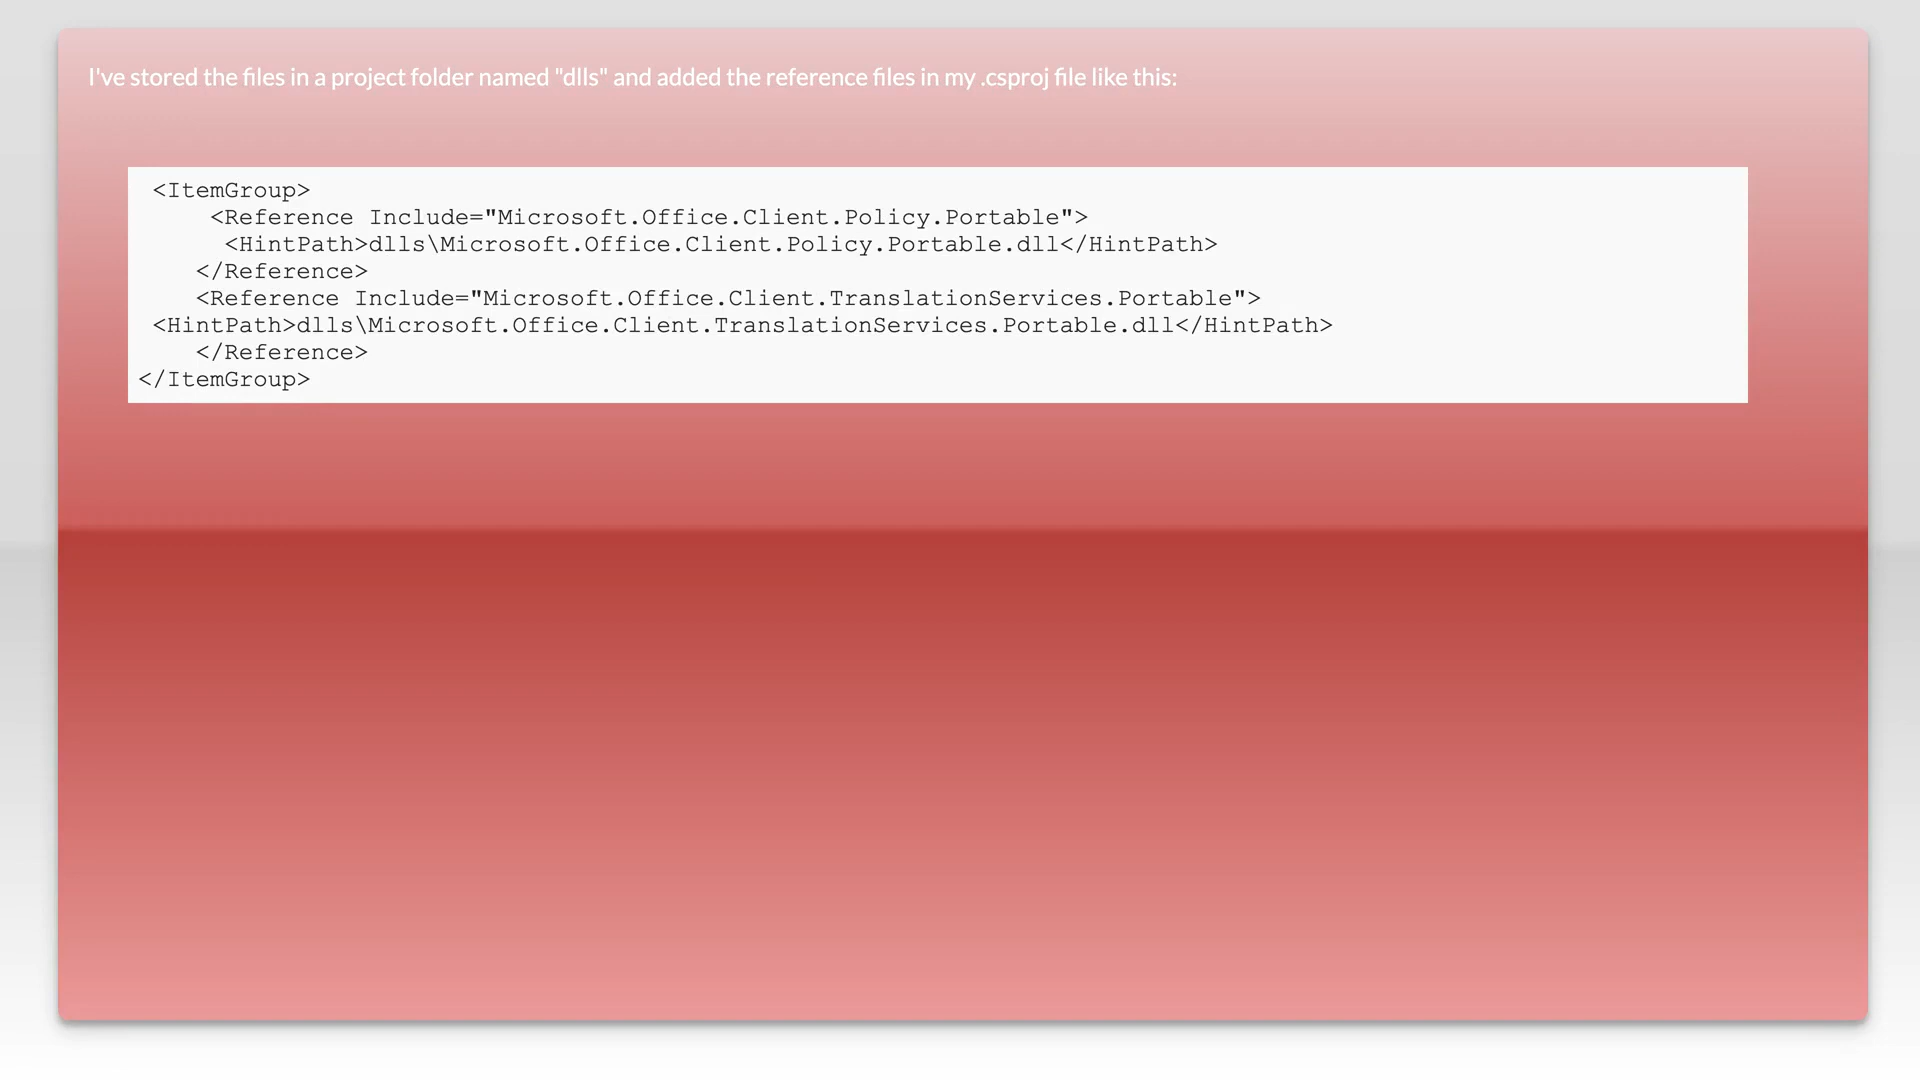 I've stored the files in a project folder named "dlls" and added the reference files in my .csproj file like this:
<ItemGroup>
<Reference Include="Microsoft.Office.Client.Policy.Portable">
<HintPath>dlls\Microsoft.Office.Client.Policy.Portable.dll</HintPath>
</Reference>
<Reference Include="Microsoft.Office.Client.TranslationServices.Portable">
<HintPath>dlls\Microsoft.Office.Client.TranslationServices.Portable.dll</HintPath>
</Reference>
</ItemGroup>